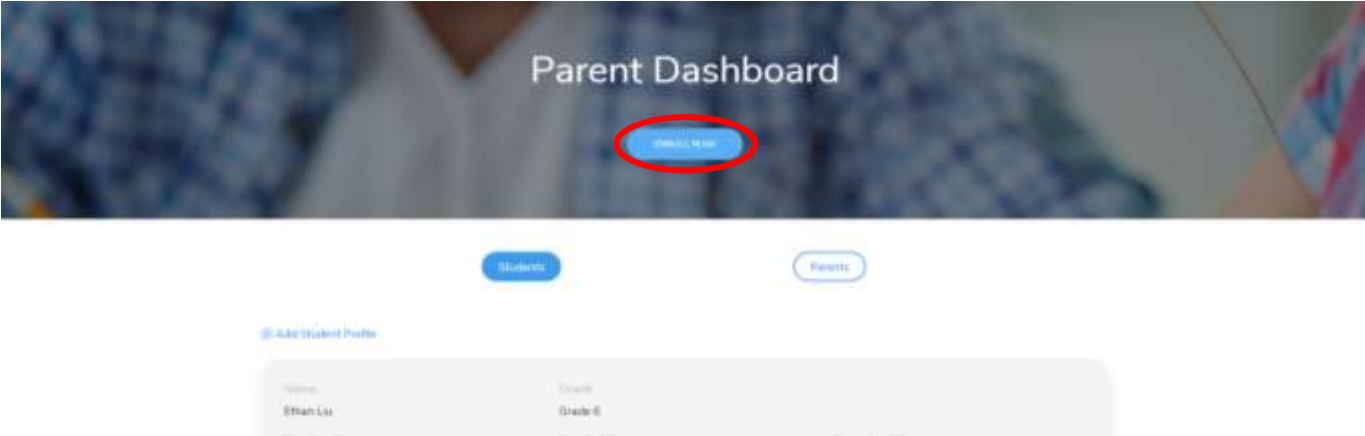 Parent Dashboard
ENROLL NOW
Students
Parents
Add Student Profile
Name
Grade
Ethan Liu
Grade 6